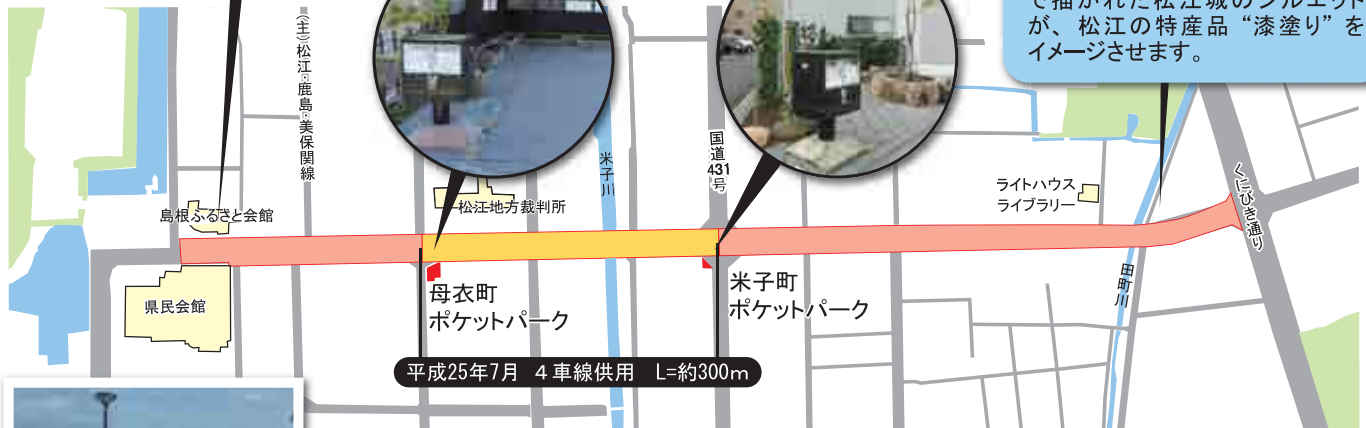 で描かれた松江城のシルエット
が、松江の特産品“漆塗り”を
イメージさせます。
(主)松江・鹿島・美保関線
米子川
国道431号
島根ふるさと会館
松江地方裁判所
ライトハウス
ライブラリー
くにびき通り
県民会館
母衣町
ポケットパーク
米子町
ポケットパーク
田町川
平成25年7月 4車線供用 L=約300m